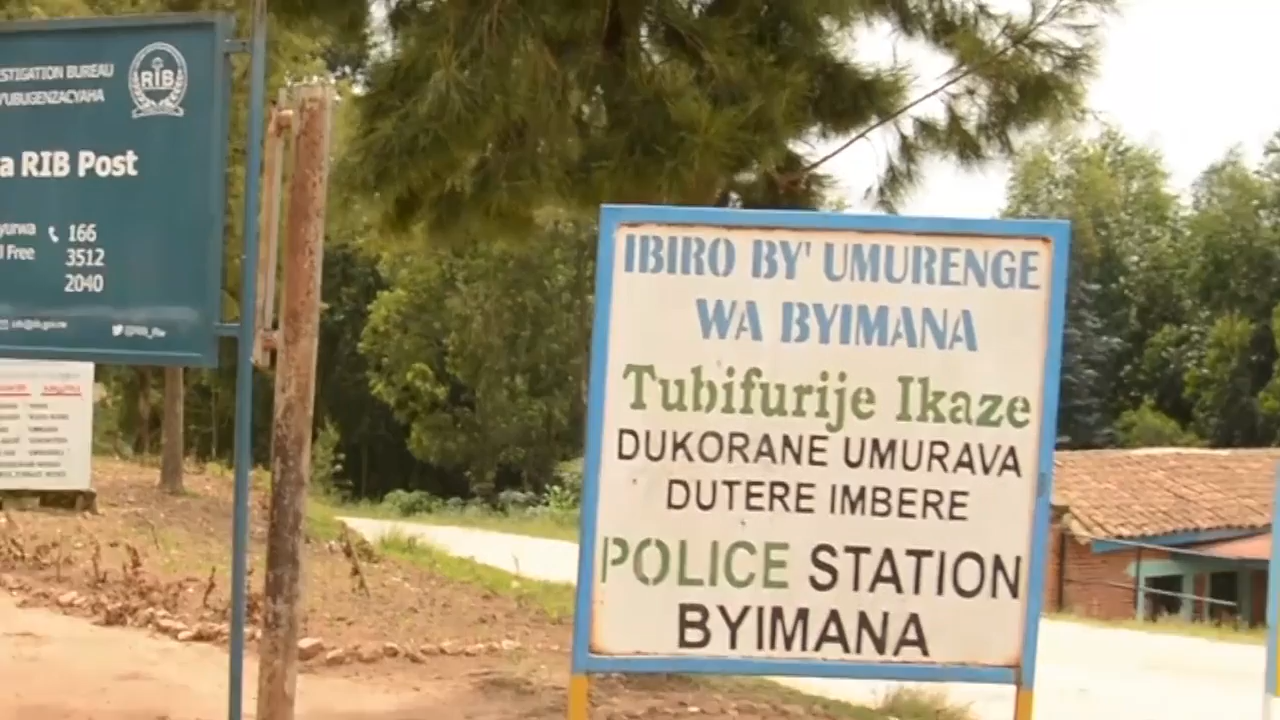 ESTIGATION BUREAU
Y'UBUGENZACYAHA
RIB
a RIB Post
yurwa 166
l Free 3512
2040
IBIRO BY' UMURENGE
WA BYIMANA
Tubifurije Ikaze
DUKORANE UMURAVA
DUTERE IMBERE
POLICE STATION
BYIMANA